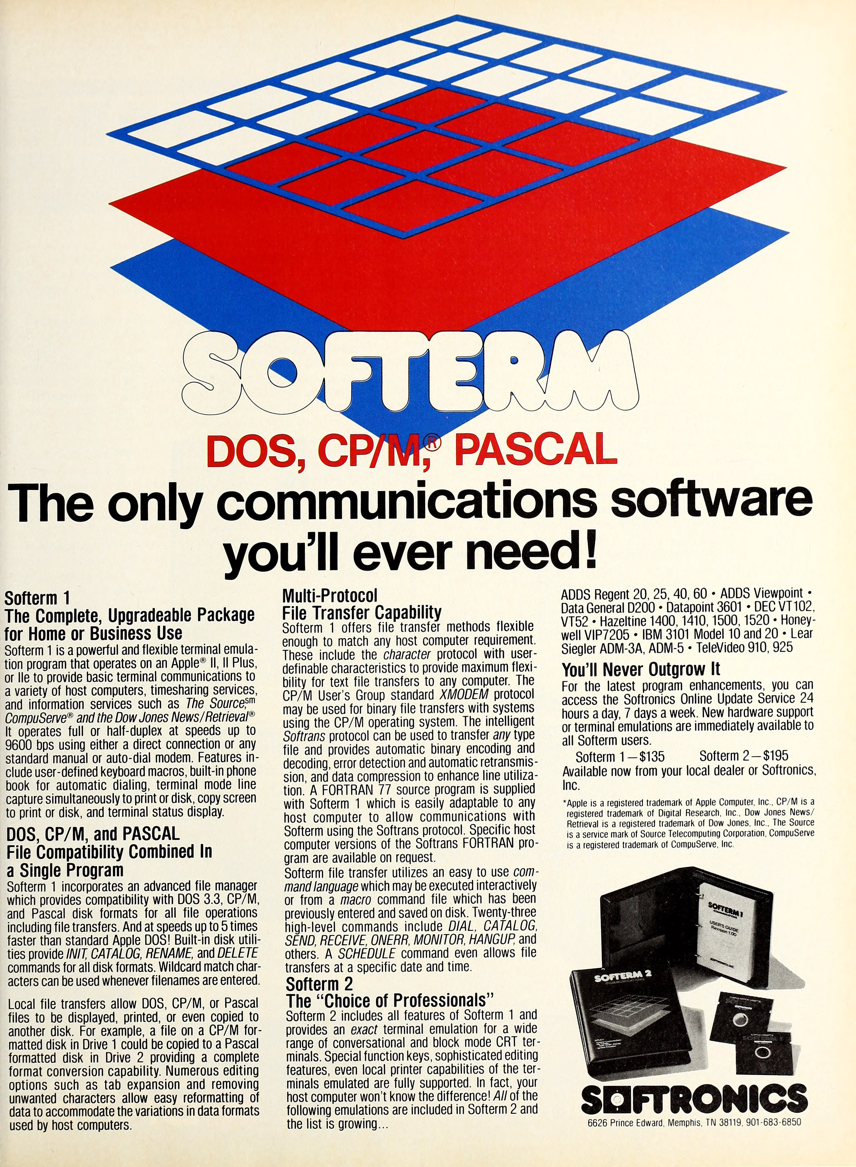 SOFTERM
DOS, CP/M,® PASCAL
The only communications software
you'll ever need!
Softerm 1
The Complete, Upgradeable Package
for Home or Business Use
Softerm 1 is a powerful and flexible terminal emula-
tion program that operates on an Apple® II, II Plus,
or IIe to provide basic terminal communications to
a variety of host computers, timesharing services,
and information services such as The Source,sm
CompuServe® and the Dow Jones News/Retrieval®
It operates full or half-duplex at speeds up to
9600 bps using either a direct connection or any
standard manual or auto-dial modem. Features in-
clude user-defined keyboard macros, built-in phone
book for automatic dialing, terminal mode line
capture simultaneously to print or disk, copy screen
to print or disk, and terminal status display.
DOS, CP/M, and PASCAL
File Compatibility Combined In
a Single Program
Softerm 1 incorporates an advanced file manager
which provides compatibility with DOS 3.3, CP/M,
and Pascal disk formats for all file operations
including file transfers. And at speeds up to 5 times
faster than standard Apple DOS! Built-in disk utili-
ties provide INIT, CATALOG, RENAME, and DELETE
commands for all disk formats. Wildcard match char-
acters can be used whenever filenames are entered.
Local file transfers allow DOS, CP/M, or Pascal
files to be displayed, printed, or even copied to
another disk. For example, a file on a CP/M for-
matted disk in Drive 1 could be copied to a Pascal
formatted disk in Drive 2 providing a complete
format conversion capability. Numerous editing
options such as tab expansion and removing
unwanted characters allow easy reformatting of
data to accommodate the variations in data formats
used by host computers.
Multi-Protocol
File Transfer Capability
Softerm 1 offers file transfer methods flexible
enough to match any host computer requirement.
These include the character protocol with user-
definable characteristics to provide maximum flexi-
bility for text file transfers to any computer. The
CP/M User's Group standard XMODEM protocol
may be used for binary file transfers with systems
using the CP/M operating system. The intelligent
Softrans protocol can be used to transfer any type
file and provides automatic binary encoding and
decoding, error detection and automatic retransmis-
sion, and data compression to enhance line utiliza-
tion. A FORTRAN 77 source program is supplied
with Softerm 1 which is easily adaptable to any
host computer to allow communications with
Softerm using the Softrans protocol. Specific host
computer versions of the Softrans FORTRAN pro-
gram are available on request.
Softerm file transfer utilizes an easy to use com-
mand language which may be executed interactively
or from a macro command file which has been
previously entered and saved on disk. Twenty-three
high-level commands include DIAL, CATALOG,
SEND, RECEIVE, ONERR, MONITOR, HANGUP, and
others. A SCHEDULE command even allows file
transfers at a specific date and time.
Softerm 2
The "Choice of Professionals"
Softerm 2 includes all features of Softerm 1 and
provides an exact terminal emulation for a wide
range of conversational and block mode CRT ter-
minals. Special function keys, sophisticated editing
features, even local printer capabilities of the ter-
minals emulated are fully supported. In fact, your
host computer won't know the difference! All of the
following emulations are included in Softerm 2 and
the list is growing...
ADDS Regent 20, 25, 40, 60 • ADDS Viewpoint •
Data General D200 • Datapoint 3601 • DEC VT102,
VT52 • Hazeltine 1400, 1410, 1500, 1520 • Honey-
well VIP7205 • IBM 3101 Model 10 and 20 • Lear
Siegler ADM-3A, ADM-5 • TeleVideo 910, 925
You'll Never Outgrow It
For the latest program enhancements, you can
access the Softronics Online Update Service 24
hours a day, 7 days a week. New hardware support
or terminal emulations are immediately available to
all Softerm users.
Softerm 1—$135 Softerm 2—$195
Available now from your local dealer or Softronics,
Inc.
*Apple is a registered trademark of Apple Computer, Inc., CP/M is a
registered trademark of Digital Research, Inc., Dow Jones News/
Retrieval is a registered trademark of Dow Jones, Inc., The Source
is a service mark of Source Telecomputing Corporation, CompuServe
is a registered trademark of CompuServe, Inc.
SOFTERM 1
USER'S GUIDE
SOFTERM 2
SOFTRONICS
6626 Prince Edward, Memphis, TN 38119, 901-683-6850